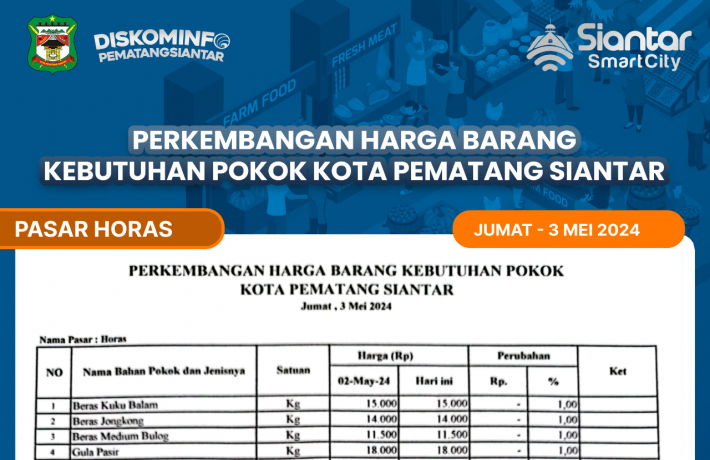 DISKOMINFO
PEMATANGSIANTAR
Siantar
SmartCity
FRESH MEAT
FARM FOOD
FARM FOOD
PERKEMBANGAN HARGA BARANG
KEBUTUHAN POKOK KOTA PEMATANG SIANTAR
PASAR HORAS
JUMAT - 3 MEI 2024
PERKEMBANGAN HARGA BARANG KEBUTUHAN POKOK
KOTA PEMATANG SIANTAR
Jumat , 3 Mei 2024
Nama Pasar : Horas
NO Nama Bahan Pokok dan Jenisnya Satuan Harga (Rp) Perubahan Ket
02-May-24 Hari ini Rp. %
1 Beras Kuku Balam Kg 15.000 15.000 - 1,00
2 Beras Jongkong Kg 14.000 14.000 - 1,00
3 Beras Medium Bulog Kg 11.500 11.500 - 1,00
4 Gula Pasir Kg 18.000 18.000 - 1,00